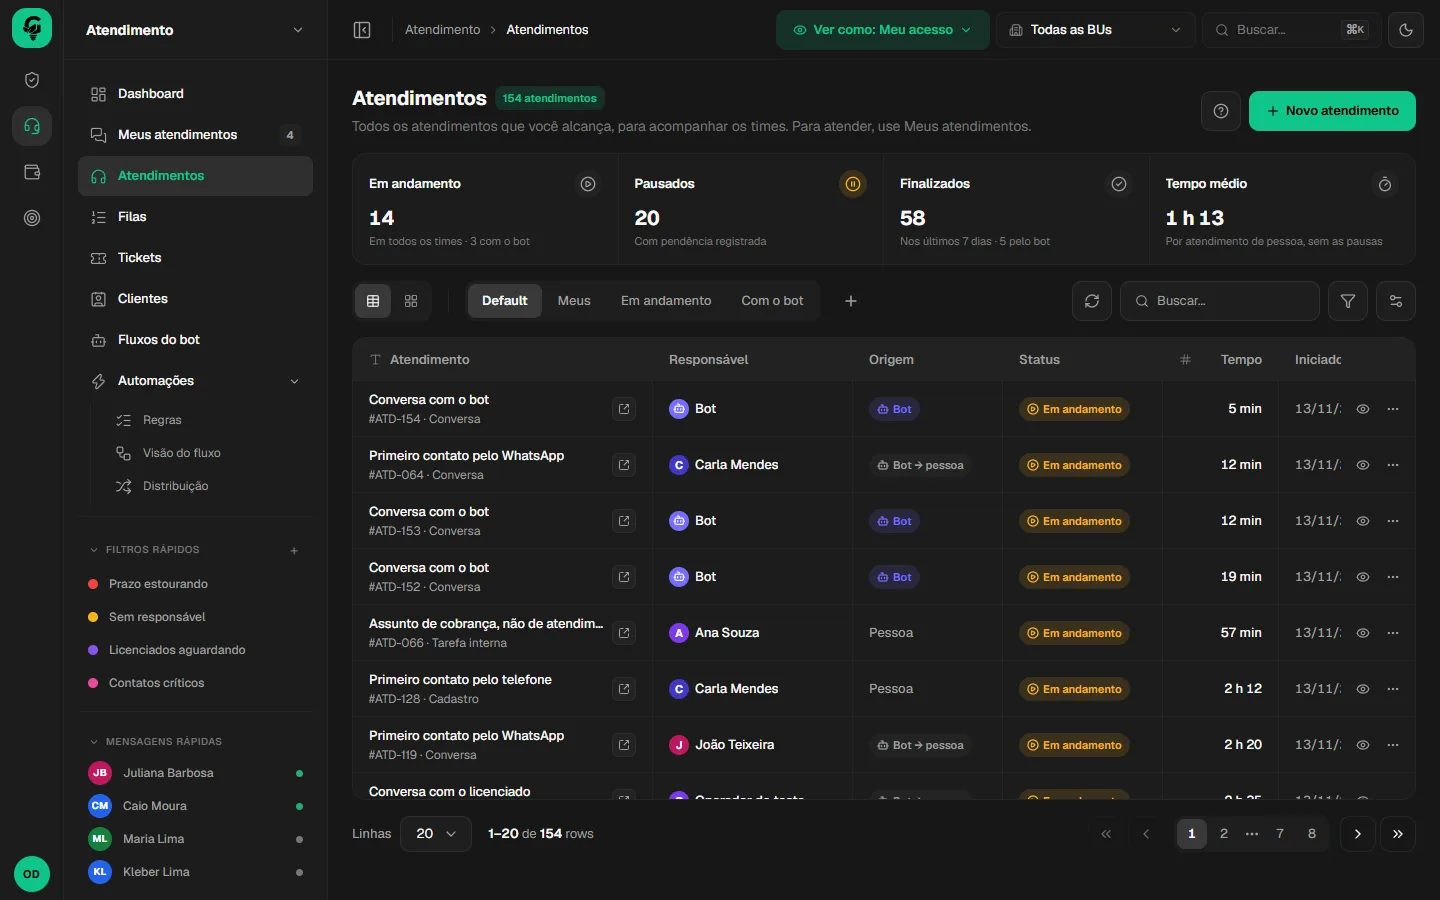 Atendimento
Dashboard
Meus atendimentos 4
Atendimentos
Filas
Tickets
Clientes
Fluxos do bot
Automações
Regras
Visão do fluxo
Distribuição
FILTROS RÁPIDOS +
Prazo estourando
Sem responsável
Licenciados aguardando
Contatos críticos
MENSAGENS RÁPIDAS
JB Juliana Barbosa
CM Caio Moura
ML Maria Lima
KL Kleber Lima
OD
Atendimento > Atendimentos
Ver como: Meu acesso
Todas as BUs
Buscar... ⌘K
Atendimentos 154 atendimentos
Todos os atendimentos que você alcança, para acompanhar os times. Para atender, use Meus atendimentos.
+ Novo atendimento
Em andamento
14
Em todos os times · 3 com o bot
Pausados
20
Com pendência registrada
Finalizados
58
Nos últimos 7 dias · 5 pelo bot
Tempo médio
1 h 13
Por atendimento de pessoa, sem as pausas
Default Meus Em andamento Com o bot +
Buscar...
Atendimento Responsável Origem Status # Tempo Iniciado
Conversa com o bot
#ATD-154 · Conversa
Bot Bot Em andamento 5 min 13/11/
Primeiro contato pelo WhatsApp
#ATD-064 · Conversa
C Carla Mendes Bot → pessoa Em andamento 12 min 13/11/
Conversa com o bot
#ATD-153 · Conversa
Bot Bot Em andamento 12 min 13/11/
Conversa com o bot
#ATD-152 · Conversa
Bot Bot Em andamento 19 min 13/11/
Assunto de cobrança, não de atendim...
#ATD-066 · Tarefa interna
A Ana Souza Pessoa Em andamento 57 min 13/11/
Primeiro contato pelo telefone
#ATD-128 · Cadastro
C Carla Mendes Pessoa Em andamento 2 h 12 13/11/
Primeiro contato pelo WhatsApp
#ATD-119 · Conversa
J João Teixeira Bot → pessoa Em andamento 2 h 20 13/11/
Conversa com o licenciado
Linhas 20 1–20 de 154 rows
« ‹ 1 2 ... 7 8 › »